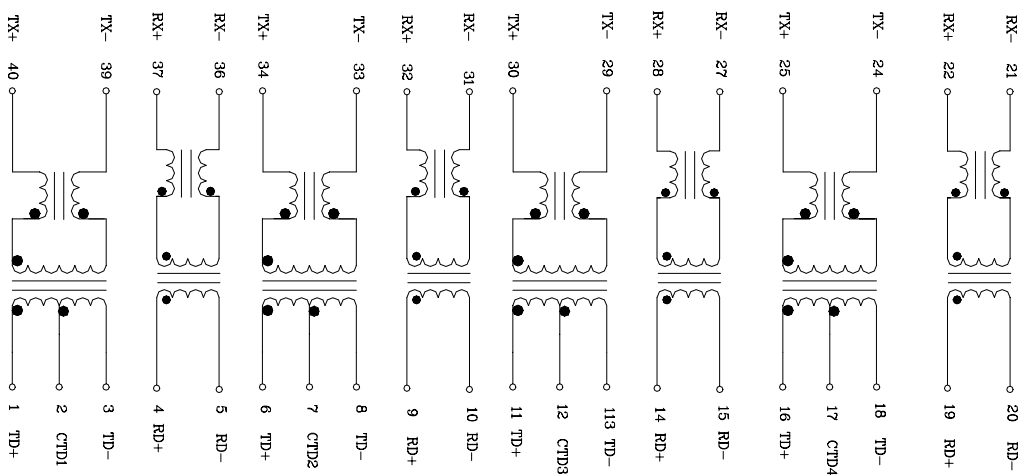 TX+ 40
TX- 39
RX+ 37
RX- 36
TX+ 34
TX- 33
RX+ 32
RX- 31
TX+ 30
TX- 29
RX+ 28
RX- 27
TX+ 25
TX- 24
RX+ 22
RX- 21
1 TD+
2 CTD1
3 TD-
4 RD+
5 RD-
6 TD+
7 CTD2
8 TD-
9 RD+
10 RD-
11 TD+
12 CTD3
113 TD-
14 RD+
15 RD-
16 TD+
17 CTD4
18 TD-
19 RD+
20 RD-